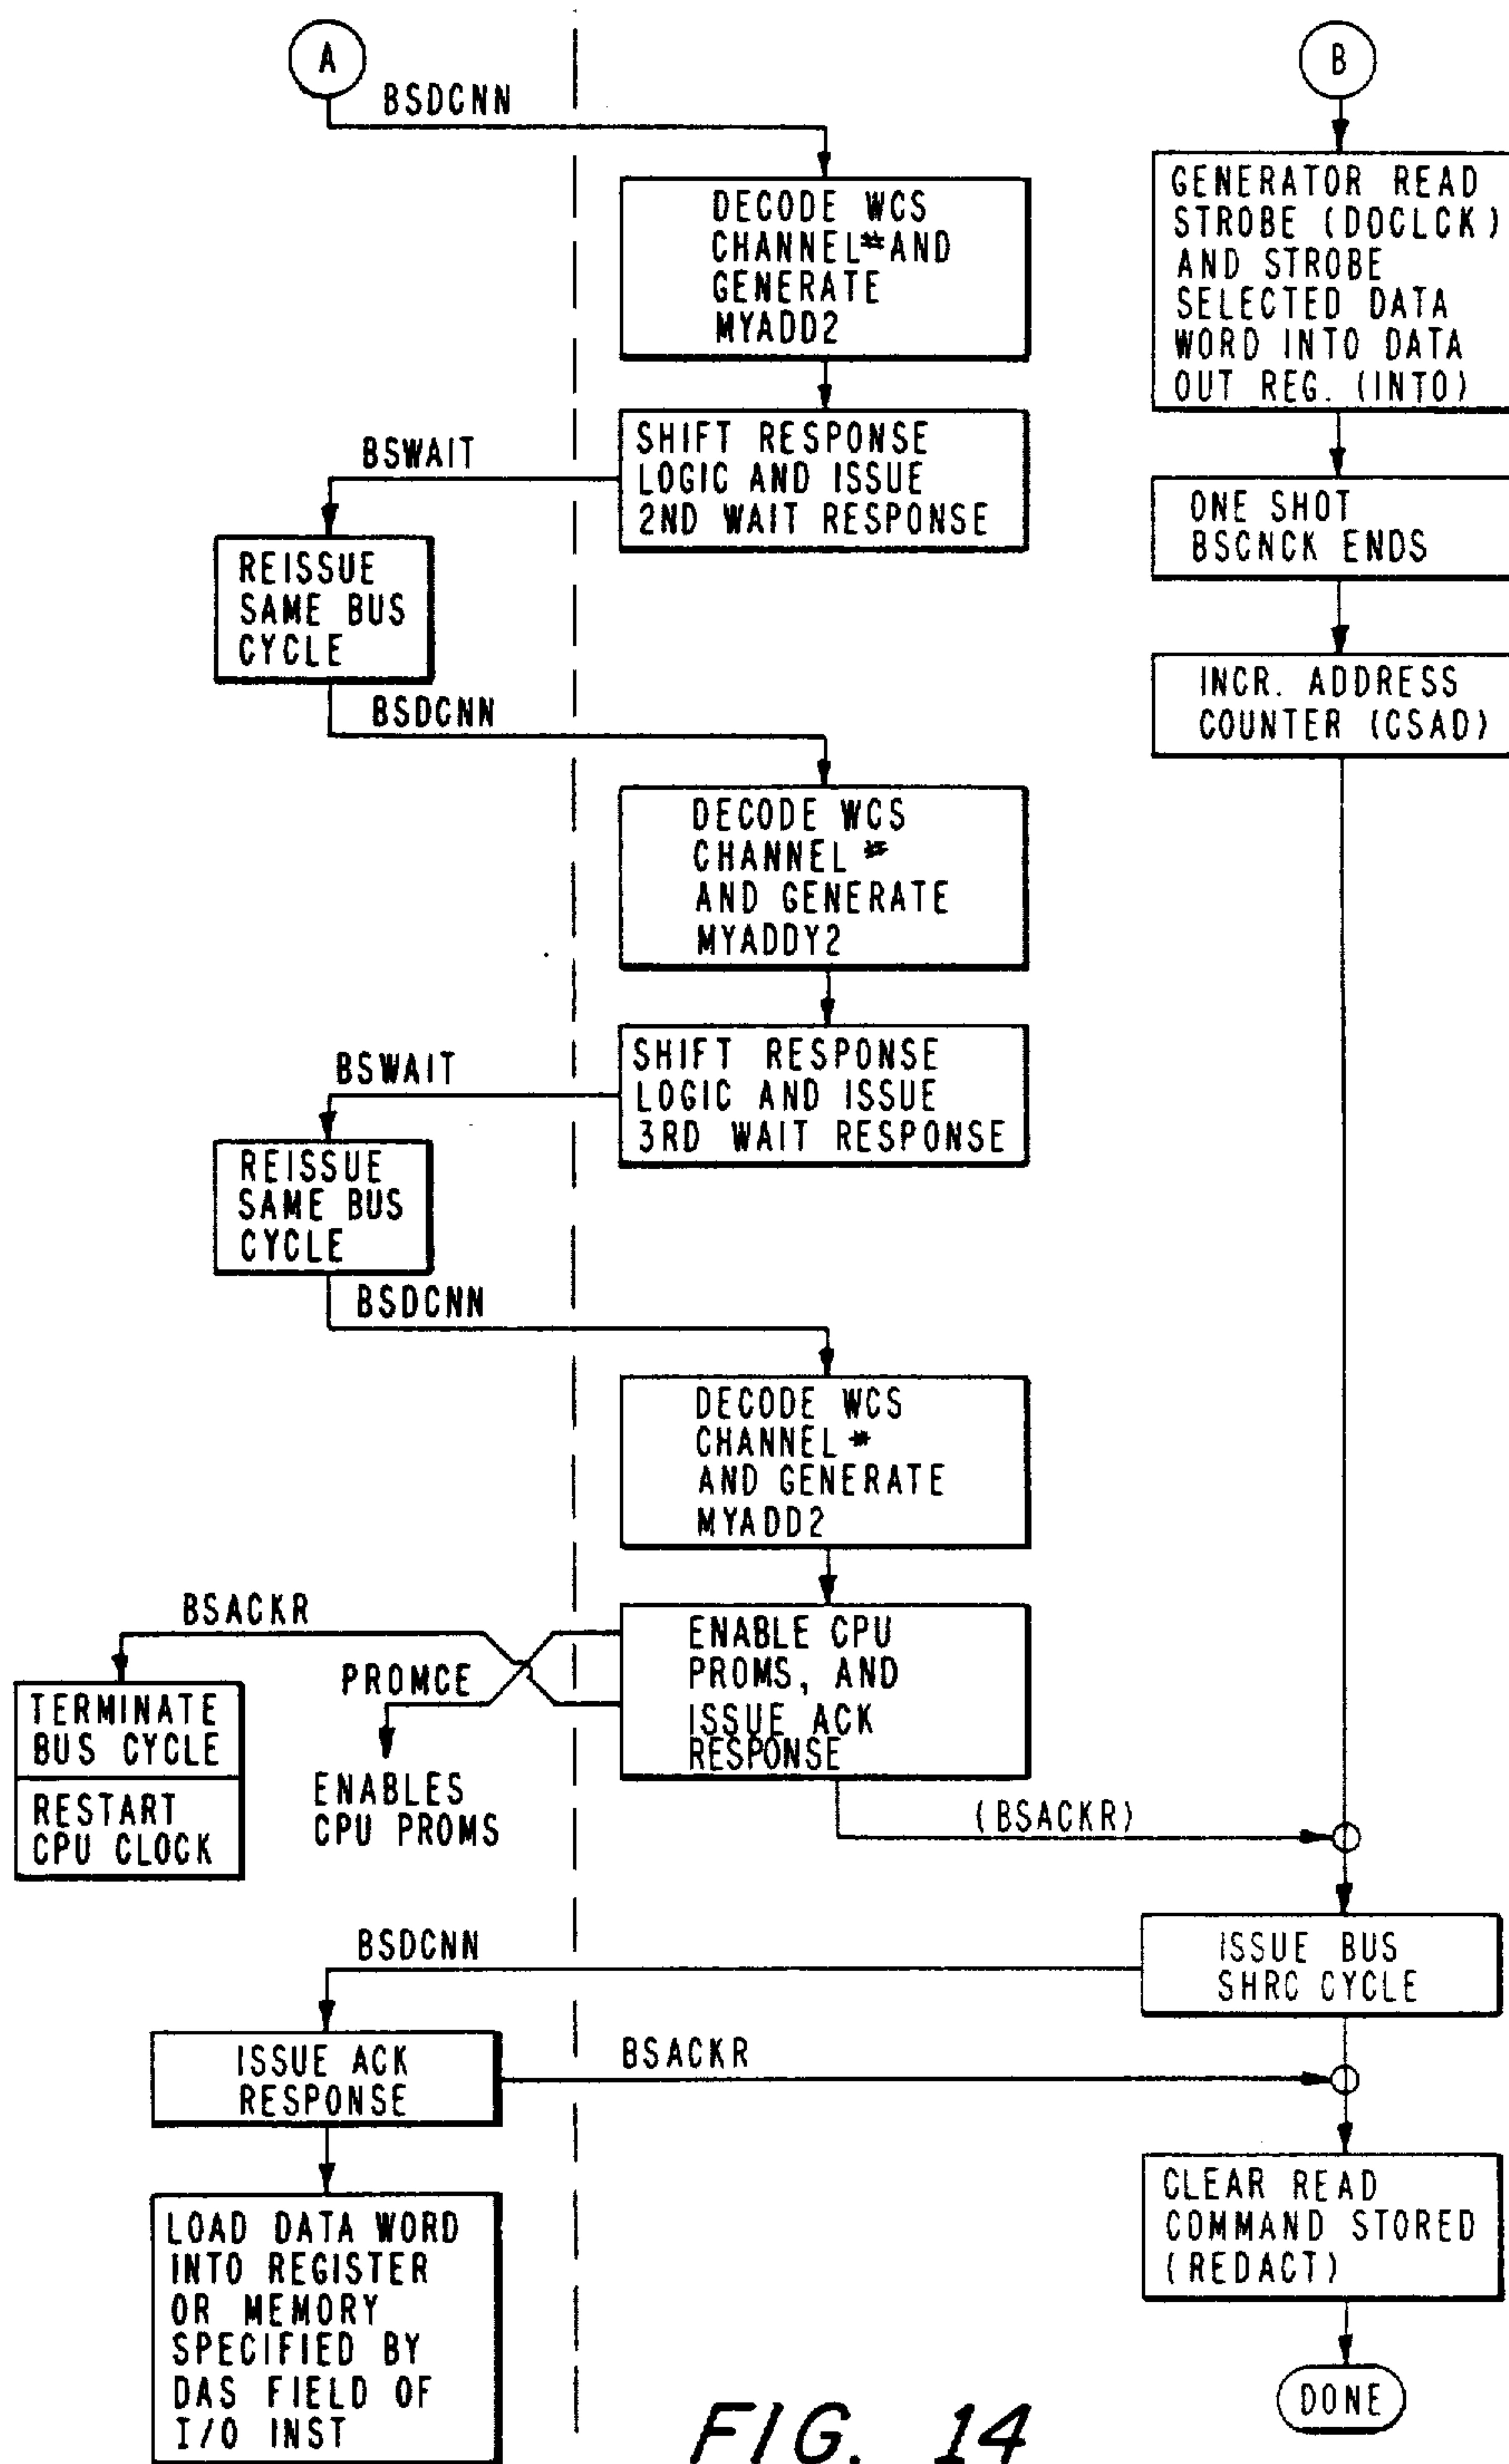 A
BSDCNN
DECODE WCS
CHANNEL # AND
GENERATE
MYADD2
SHIFT RESPONSE
LOGIC AND ISSUE
2ND WAIT RESPONSE
BSWAIT
REISSUE
SAME BUS
CYCLE
BSDCNN
DECODE WCS
CHANNEL #
AND GENERATE
MYADDY2
SHIFT RESPONSE
LOGIC AND ISSUE
3RD WAIT RESPONSE
BSWAIT
REISSUE
SAME BUS
CYCLE
BSDCNN
DECODE WCS
CHANNEL #
AND GENERATE
MYADD2
ENABLE CPU
PROMS, AND
ISSUE ACK
RESPONSE
BSACKR
PROMCE
TERMINATE
BUS CYCLE
RESTART
CPU CLOCK
ENABLES
CPU PROMS
(BSACKR)
B
GENERATOR READ
STROBE (DOCLCK)
AND STROBE
SELECTED DATA
WORD INTO DATA
OUT REG. (INTO)
ONE SHOT
BSCNCK ENDS
INCR. ADDRESS
COUNTER (CSAD)
ISSUE BUS
SHRC CYCLE
BSDCNN
ISSUE ACK
RESPONSE
BSACKR
LOAD DATA WORD
INTO REGISTER
OR MEMORY
SPECIFIED BY
DAS FIELD OF
I/O INST
CLEAR READ
COMMAND STORED
(REDACT)
DONE
FIG. 14